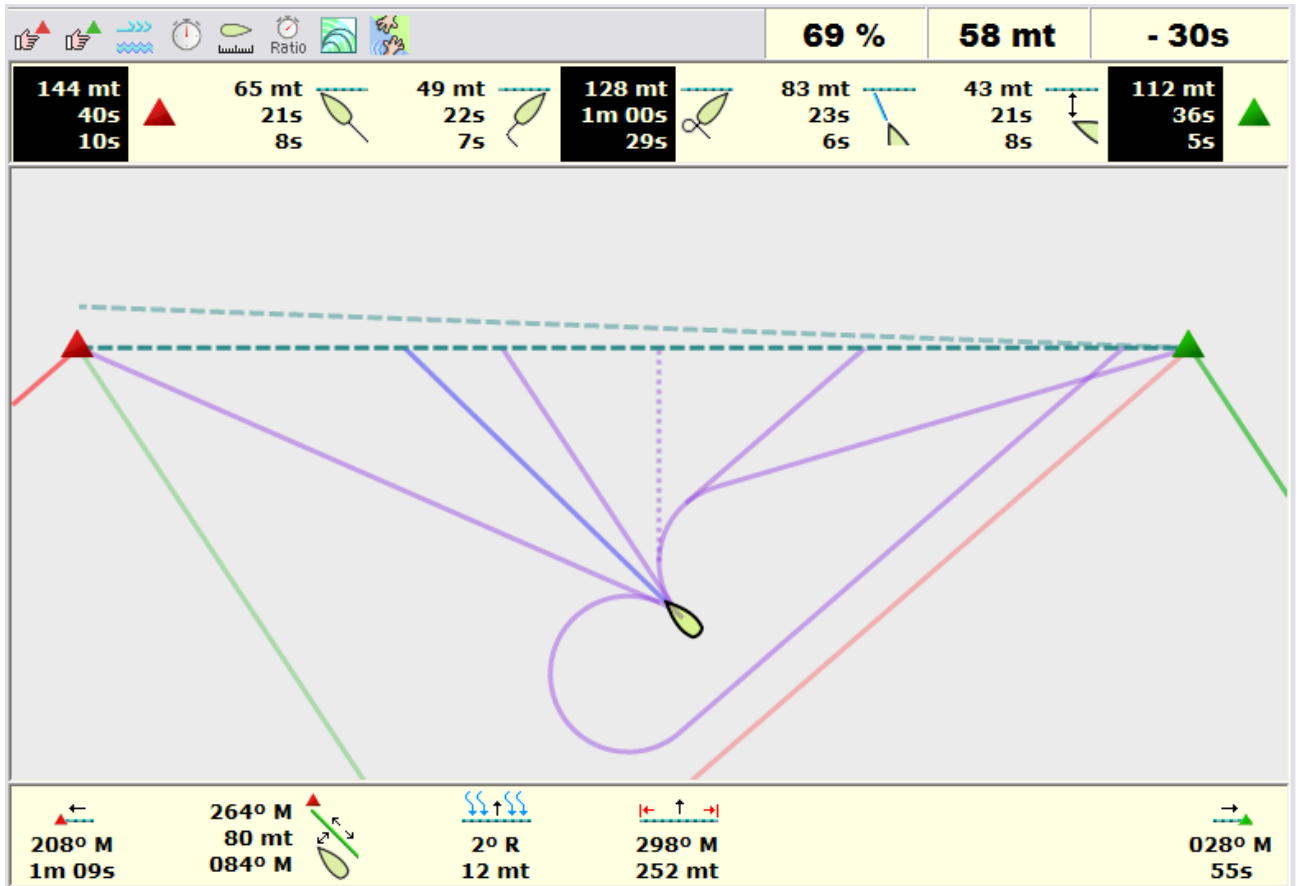 Ratio
69 %
58 mt
- 30s
144 mt
40s
10s
65 mt
21s
8s
49 mt
22s
7s
128 mt
1m 00s
29s
83 mt
23s
6s
43 mt
21s
8s
112 mt
36s
5s
208º M
1m 09s
264º M
80 mt
084º M
2º R
12 mt
298º M
252 mt
028º M
55s